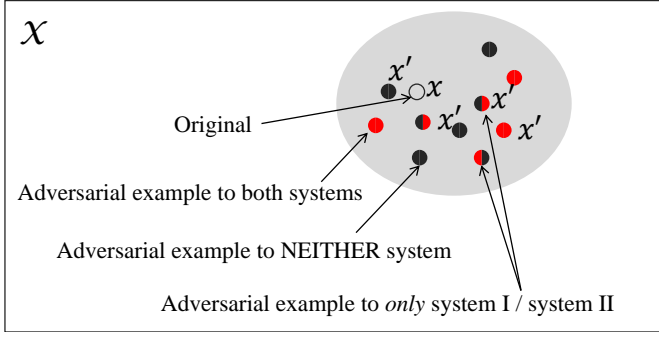 𝒳
x′ x
x′ x′ x′
Original
Adversarial example to both systems
Adversarial example to NEITHER system
Adversarial example to only system I / system II